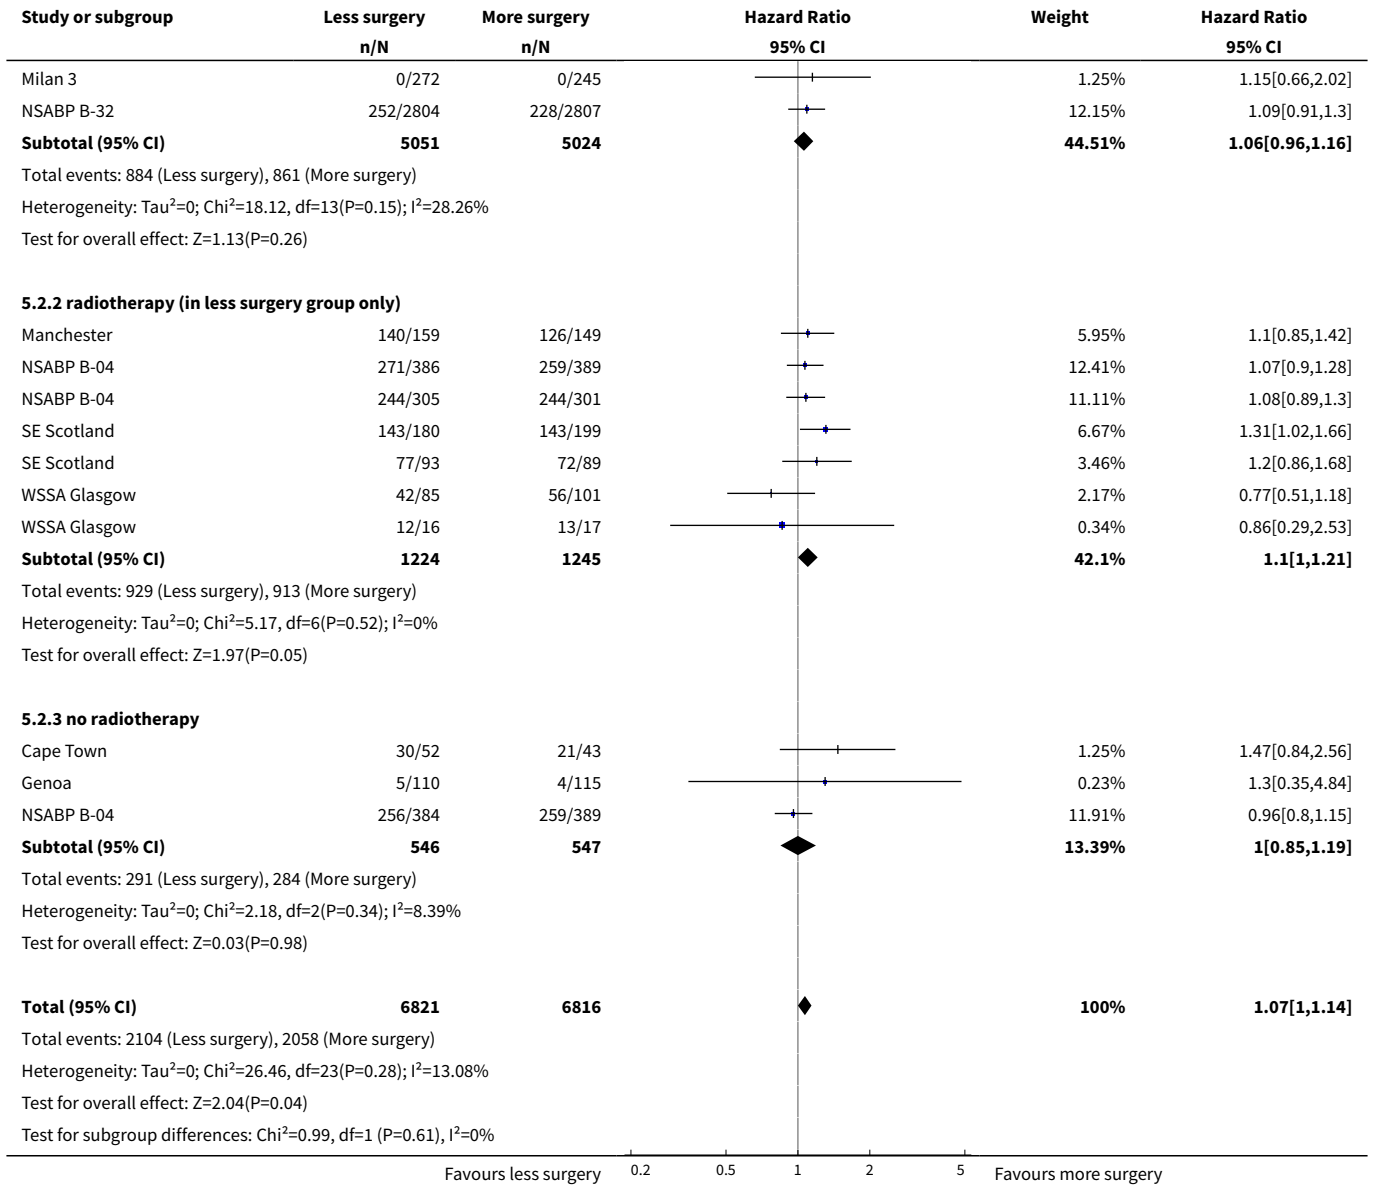 Study or subgroup Less surgery More surgery Hazard Ratio Weight Hazard Ratio
n/N n/N 95% CI 95% CI
Milan 3 0/272 0/245 1.25% 1.15[0.66,2.02]
NSABP B-32 252/2804 228/2807 12.15% 1.09[0.91,1.3]
Subtotal (95% CI) 5051 5024 44.51% 1.06[0.96,1.16]
Total events: 884 (Less surgery), 861 (More surgery)
Heterogeneity: Tau²=0; Chi²=18.12, df=13(P=0.15); I²=28.26%
Test for overall effect: Z=1.13(P=0.26)
5.2.2 radiotherapy (in less surgery group only)
Manchester 140/159 126/149 5.95% 1.1[0.85,1.42]
NSABP B-04 271/386 259/389 12.41% 1.07[0.9,1.28]
NSABP B-04 244/305 244/301 11.11% 1.08[0.89,1.3]
SE Scotland 143/180 143/199 6.67% 1.31[1.02,1.66]
SE Scotland 77/93 72/89 3.46% 1.2[0.86,1.68]
WSSA Glasgow 42/85 56/101 2.17% 0.77[0.51,1.18]
WSSA Glasgow 12/16 13/17 0.34% 0.86[0.29,2.53]
Subtotal (95% CI) 1224 1245 42.1% 1.1[1,1.21]
Total events: 929 (Less surgery), 913 (More surgery)
Heterogeneity: Tau²=0; Chi²=5.17, df=6(P=0.52); I²=0%
Test for overall effect: Z=1.97(P=0.05)
5.2.3 no radiotherapy
Cape Town 30/52 21/43 1.25% 1.47[0.84,2.56]
Genoa 5/110 4/115 0.23% 1.3[0.35,4.84]
NSABP B-04 256/384 259/389 11.91% 0.96[0.8,1.15]
Subtotal (95% CI) 546 547 13.39% 1[0.85,1.19]
Total events: 291 (Less surgery), 284 (More surgery)
Heterogeneity: Tau²=0; Chi²=2.18, df=2(P=0.34); I²=8.39%
Test for overall effect: Z=0.03(P=0.98)
Total (95% CI) 6821 6816 100% 1.07[1,1.14]
Total events: 2104 (Less surgery), 2058 (More surgery)
Heterogeneity: Tau²=0; Chi²=26.46, df=23(P=0.28); I²=13.08%
Test for overall effect: Z=2.04(P=0.04)
Test for subgroup differences: Chi²=0.99, df=1 (P=0.61), I²=0%
Favours less surgery 0.2 0.5 1 2 5 Favours more surgery